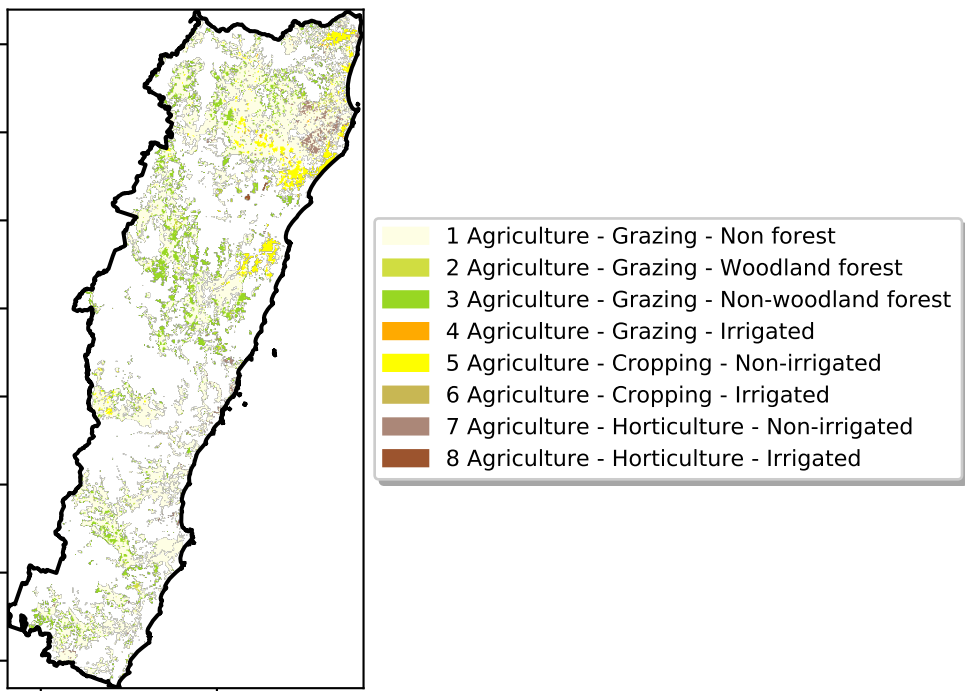 1 Agriculture - Grazing - Non forest
2 Agriculture - Grazing - Woodland forest
3 Agriculture - Grazing - Non-woodland forest
4 Agriculture - Grazing - Irrigated
5 Agriculture - Cropping - Non-irrigated
6 Agriculture - Cropping - Irrigated
7 Agriculture - Horticulture - Non-irrigated
8 Agriculture - Horticulture - Irrigated